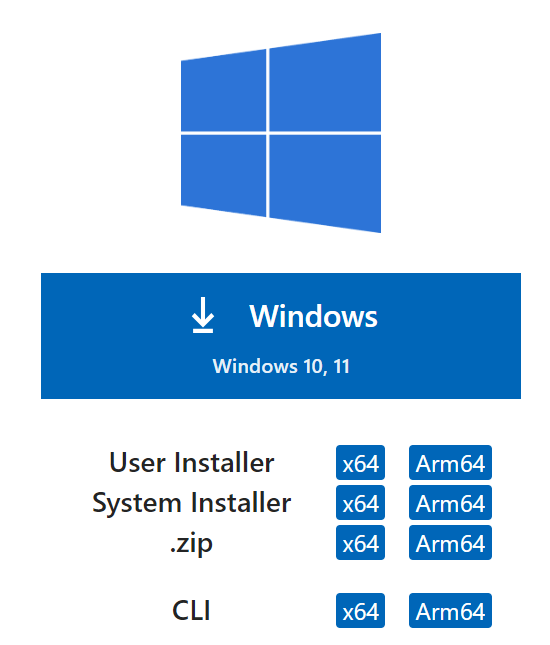 Windows
Windows 10, 11
User Installer x64 Arm64
System Installer x64 Arm64
.zip x64 Arm64
CLI x64 Arm64